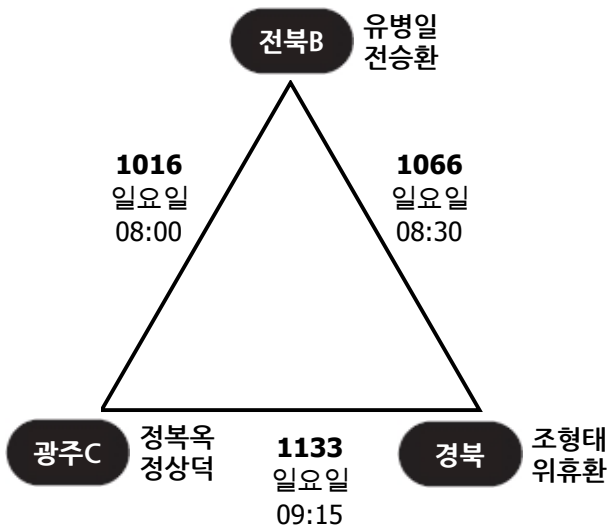 전북B
유병일
전승환
1016
일요일
08:00
1066
일요일
08:30
광주C
정복옥
정상덕
1133
일요일
09:15
경북
조형태
위휴환